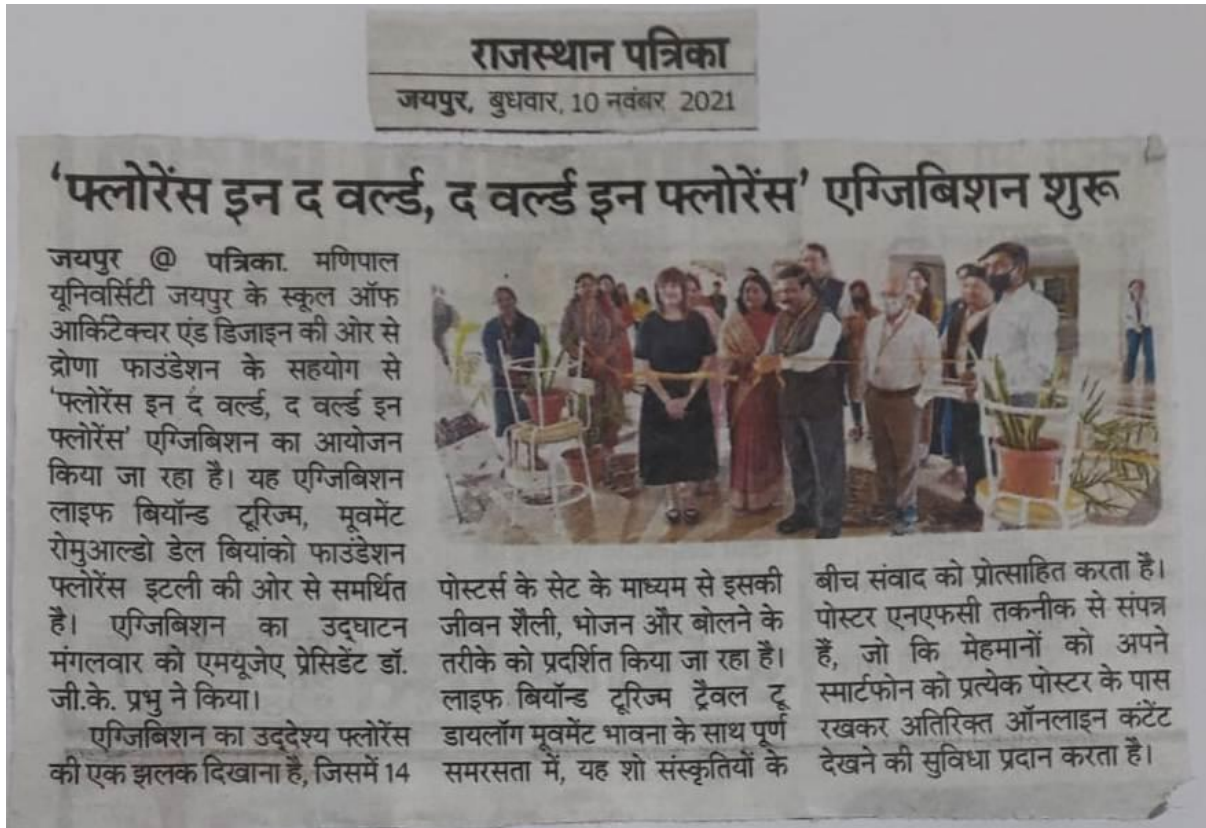 राजस्थान पत्रिका
जयपुर, बुधवार, 10 नवंबर 2021
‘फ्लोरेंस इन द वर्ल्ड, द वर्ल्ड इन फ्लोरेंस’ एग्जिबिशन शुरू
जयपुर @ पत्रिका. मणिपाल
यूनिवर्सिटी जयपुर के स्कूल ऑफ
आर्किटेक्चर एंड डिजाइन की ओर से
द्रोणा फाउंडेशन के सहयोग से
‘फ्लोरेंस इन द वर्ल्ड, द वर्ल्ड इन
फ्लोरेंस’ एग्जिबिशन का आयोजन
किया जा रहा है। यह एग्जिबिशन
लाइफ बियॉन्ड टूरिज्म, मूवमेंट
रोमुआल्डो डेल बियांको फाउंडेशन
फ्लोरेंस इटली की ओर से समर्थित
है। एग्जिबिशन का उद्घाटन
मंगलवार को एमयूजेए प्रेसिडेंट डॉ.
जी.के. प्रभु ने किया।
एग्जिबिशन का उद्देश्य फ्लोरेंस
की एक झलक दिखाना है, जिसमें 14
पोस्टर्स के सेट के माध्यम से इसकी
जीवन शैली, भोजन और बोलने के
तरीके को प्रदर्शित किया जा रहा है।
लाइफ बियॉन्ड टूरिज्म ट्रैवल टू
डायलॉग मूवमेंट भावना के साथ पूर्ण
समरसता में, यह शो संस्कृतियों के
बीच संवाद को प्रोत्साहित करता है।
पोस्टर एनएफसी तकनीक से संपन्न
हैं, जो कि मेहमानों को अपने
स्मार्टफोन को प्रत्येक पोस्टर के पास
रखकर अतिरिक्त ऑनलाइन कंटेंट
देखने की सुविधा प्रदान करता है।